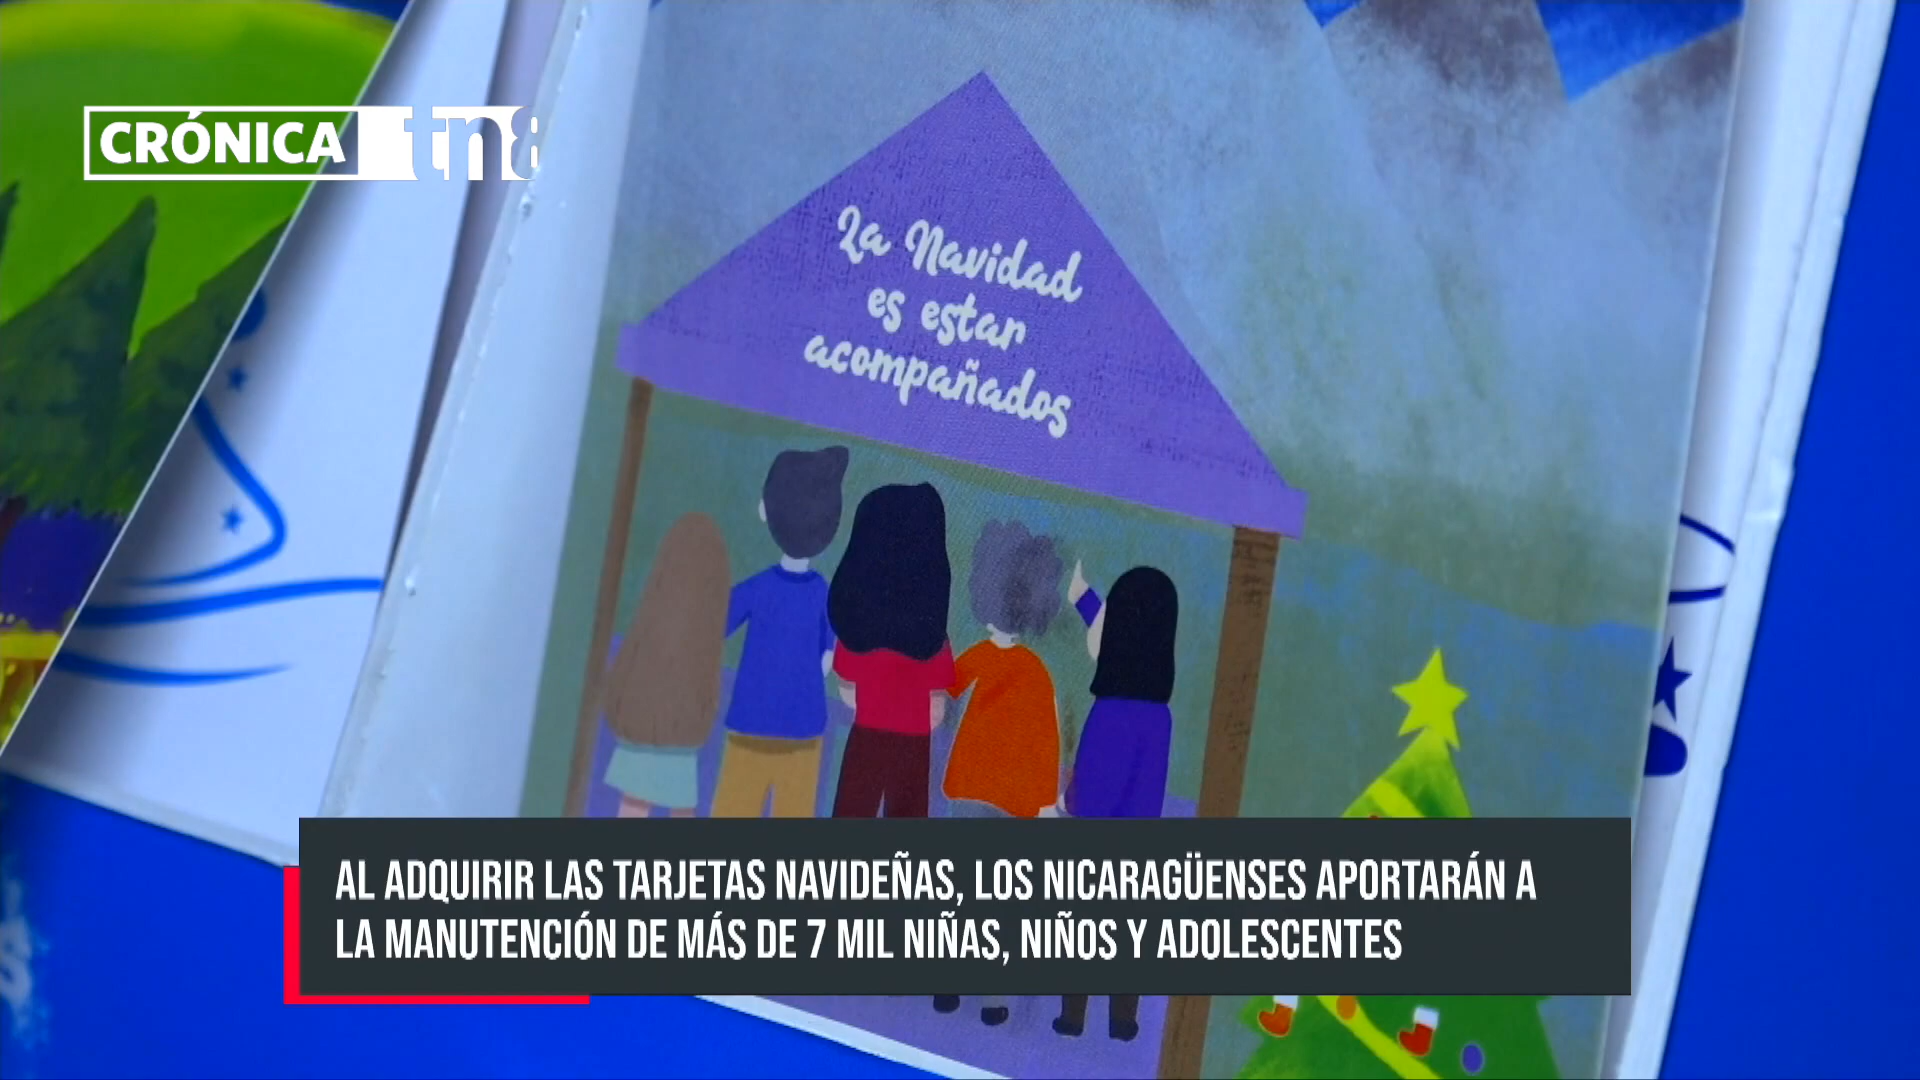 CRÓNICA tn8
La Navidad
es estar
acompañados
AL ADQUIRIR LAS TARJETAS NAVIDEÑAS, LOS NICARAGÜENSES APORTARÁN A
LA MANUTENCIÓN DE MÁS DE 7 MIL NIÑAS, NIÑOS Y ADOLESCENTES